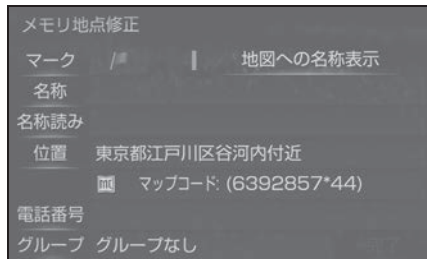 メモリ地点修正
マーク 地図への名称表示
名称
名称読み
位置 東京都江戸川区谷河内付近
マップコード: (6392857*44)
電話番号
グループ グループなし